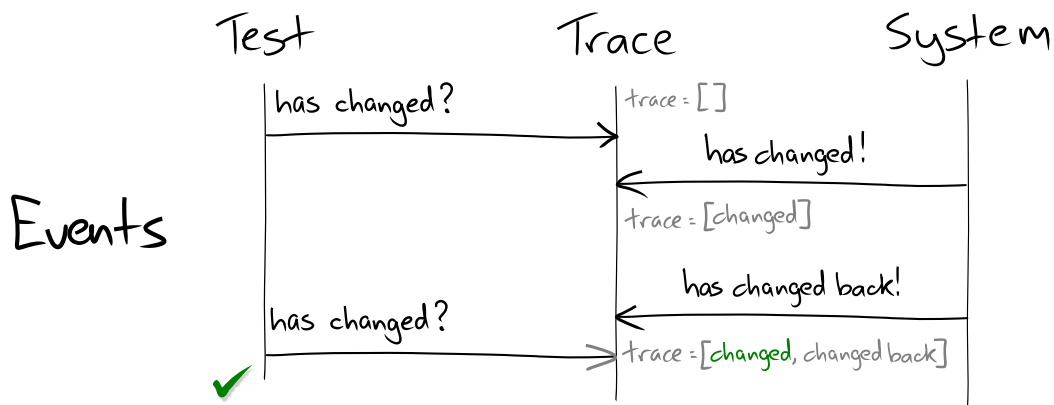 Test
Trace
System
has changed?
trace = []
has changed!
Events
trace = [changed]
has changed back!
has changed?
trace = [changed, changed back]